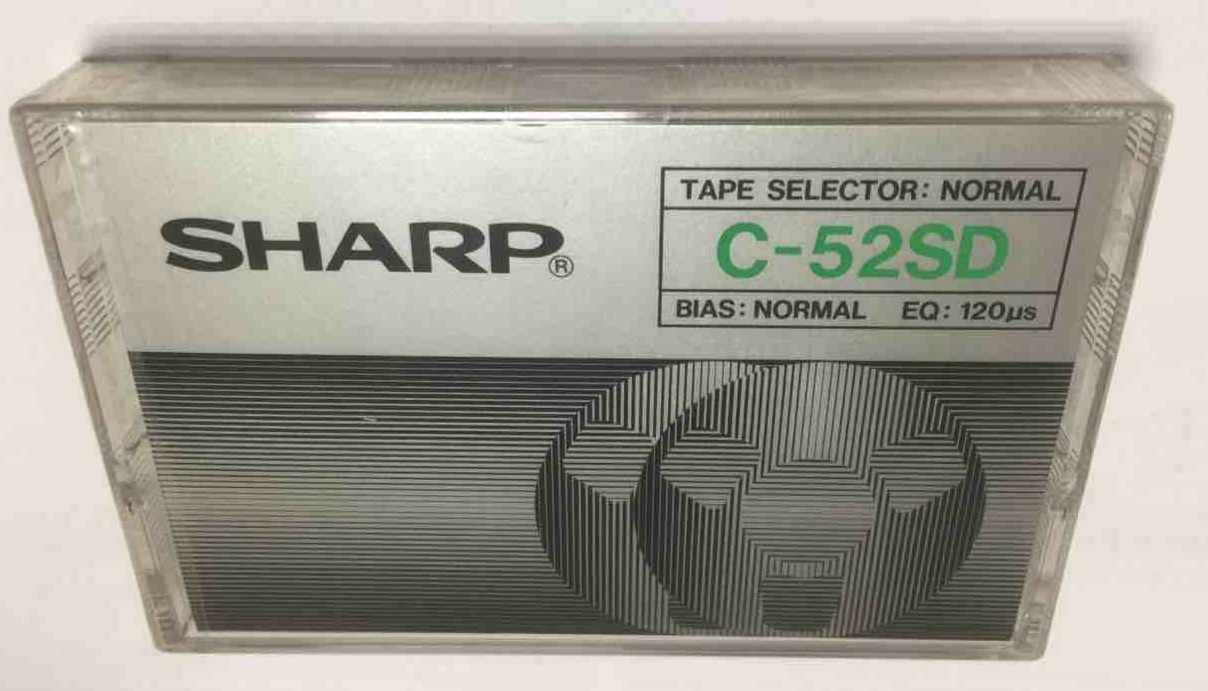 SHARP®
TAPE SELECTOR: NORMAL
C-52SD
BIAS: NORMAL EQ: 120µs